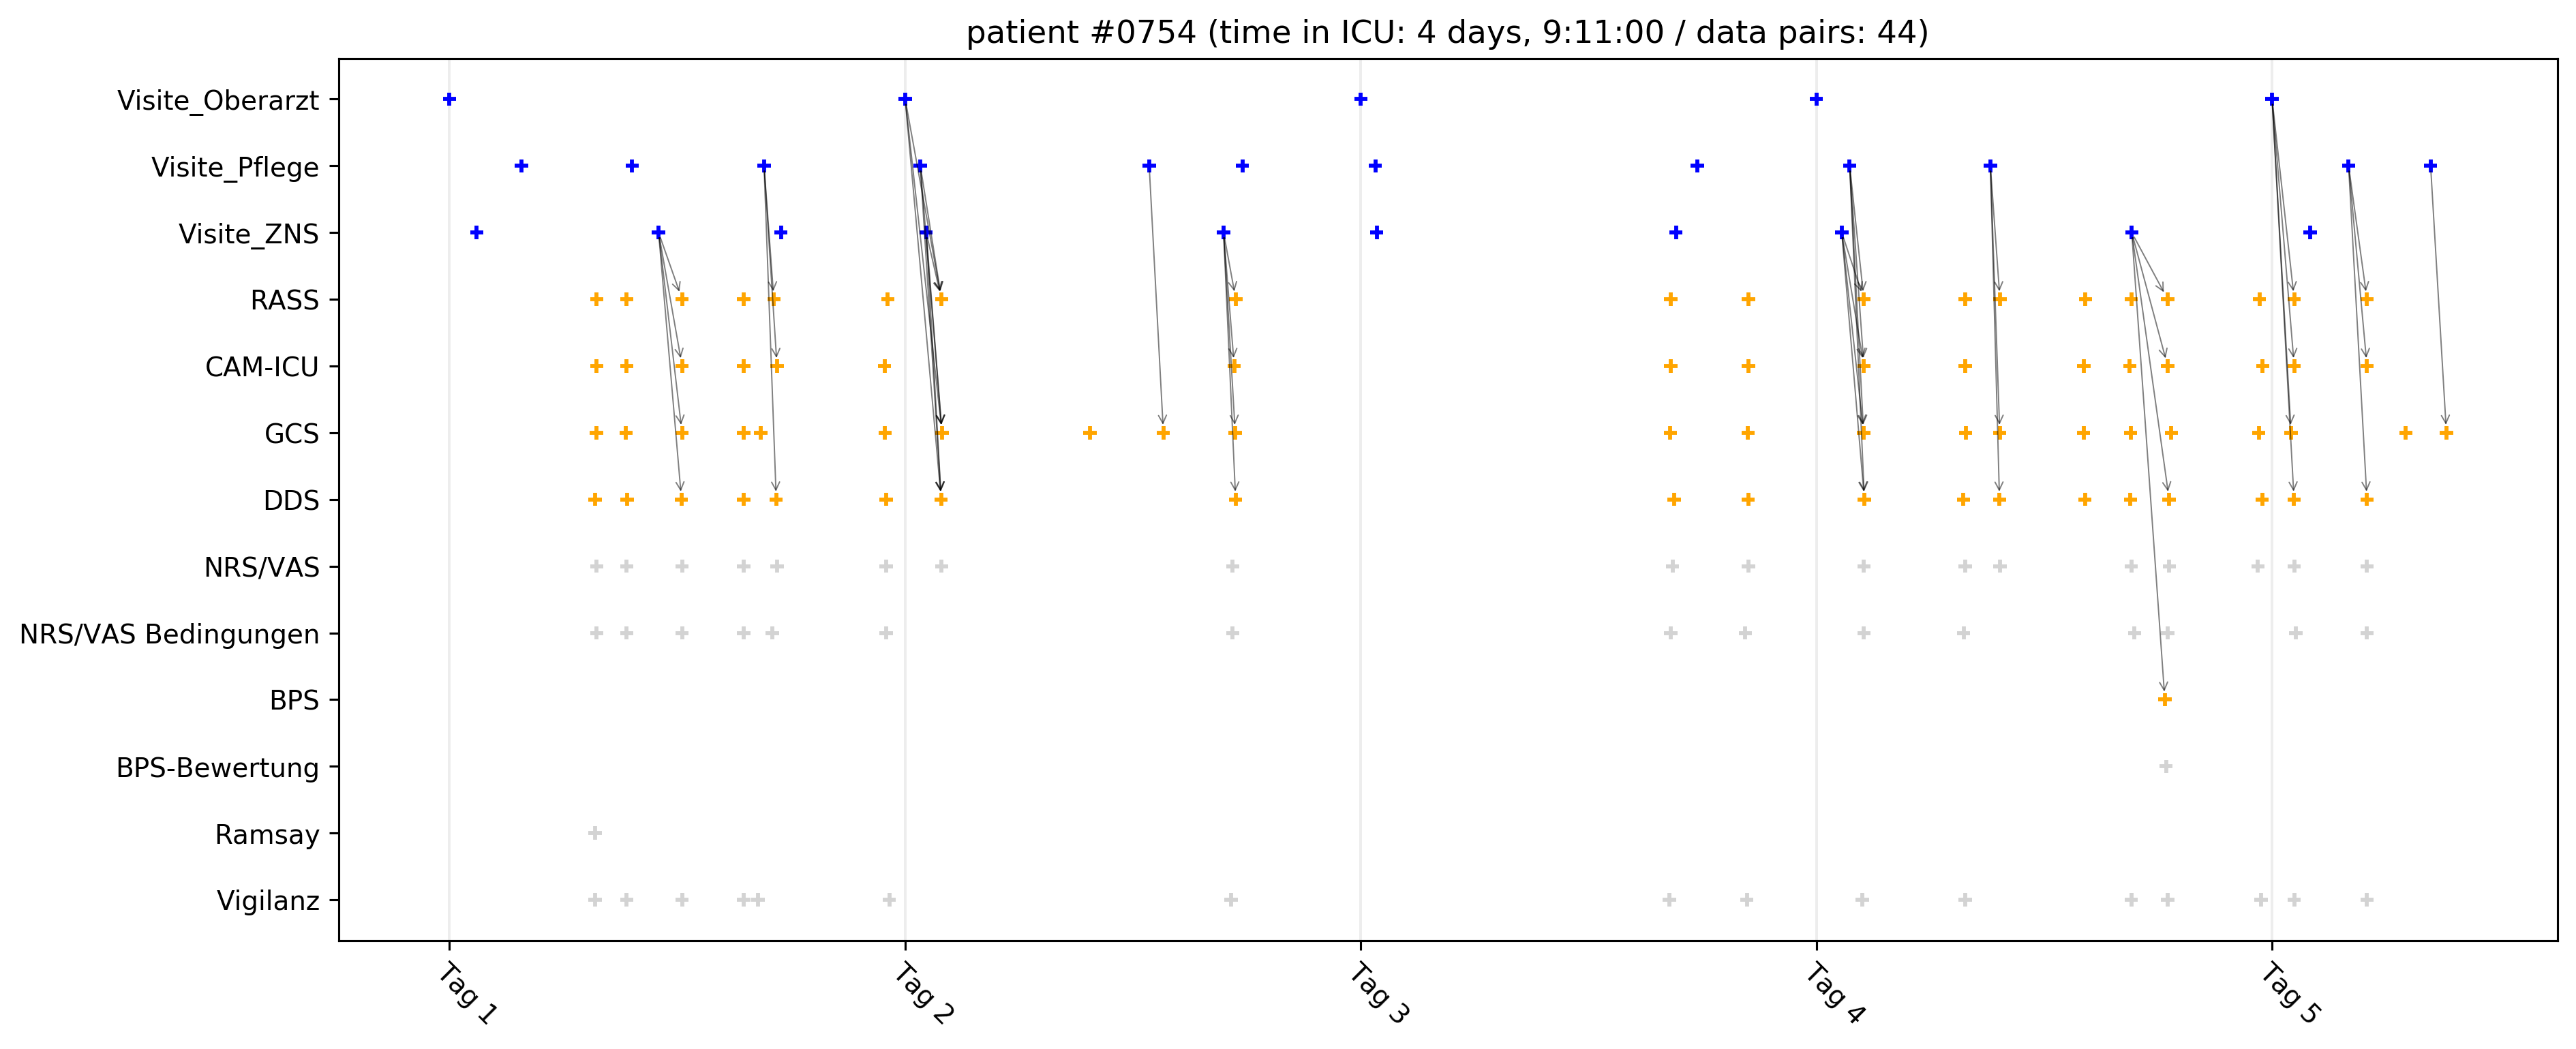 patient #0754 (time in ICU: 4 days, 9:11:00 / data pairs: 44)
Visite_Oberarzt
Visite_Pflege
Visite_ZNS
RASS
CAM-ICU
GCS
DDS
NRS/VAS
NRS/VAS Bedingungen
BPS
BPS-Bewertung
Ramsay
Vigilanz
Tag 1
Tag 2
Tag 3
Tag 4
Tag 5